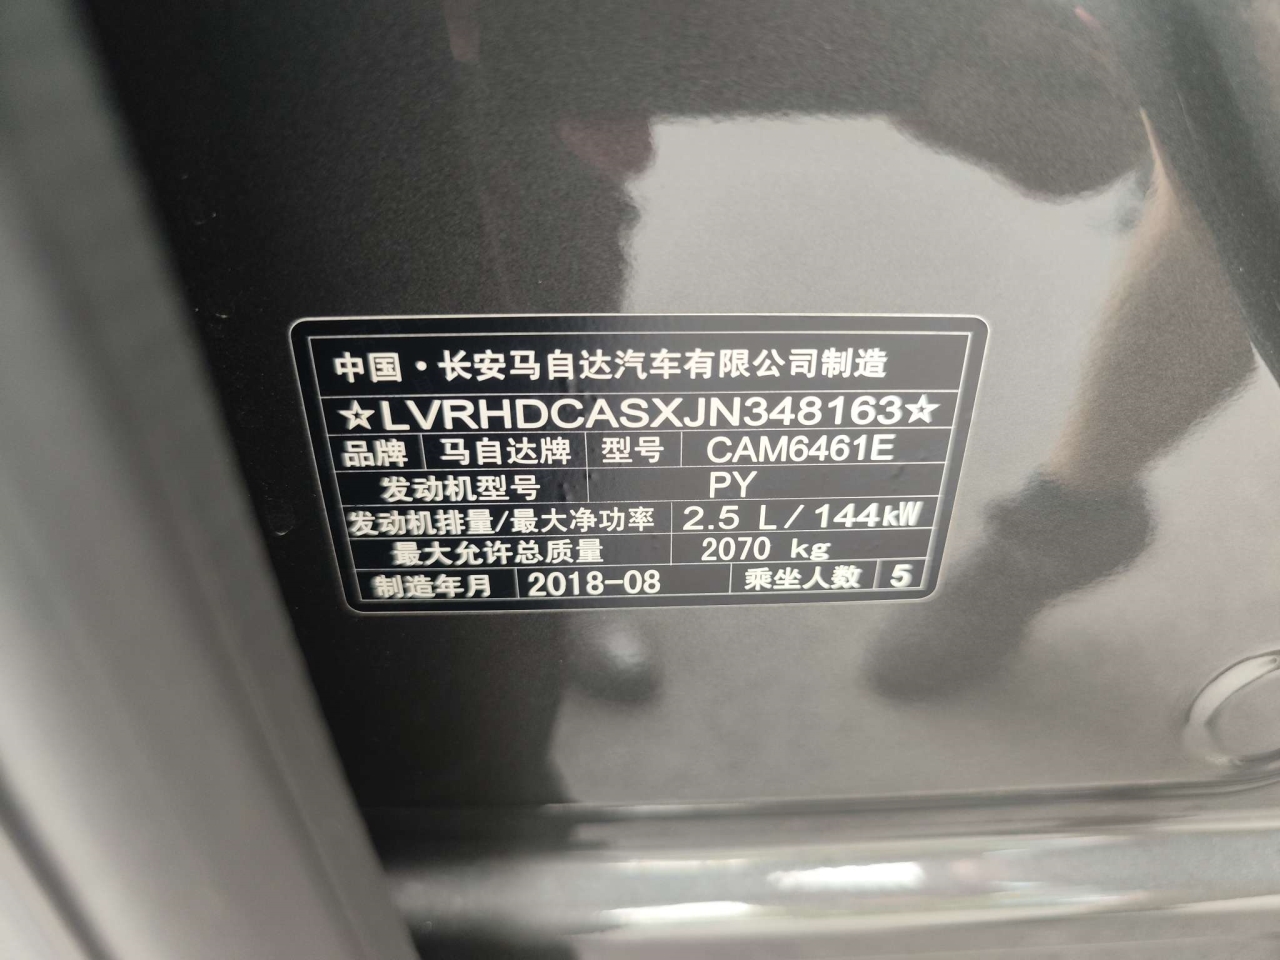 中国·长安马自达汽车有限公司制造
☆LVRHDCASXJN348163☆
品牌 马自达牌 型号 CAM6461E
发动机型号 PY
发动机排量/最大净功率 2.5 L/144kW
最大允许总质量 2070 kg
制造年月 2018-08 乘坐人数 5